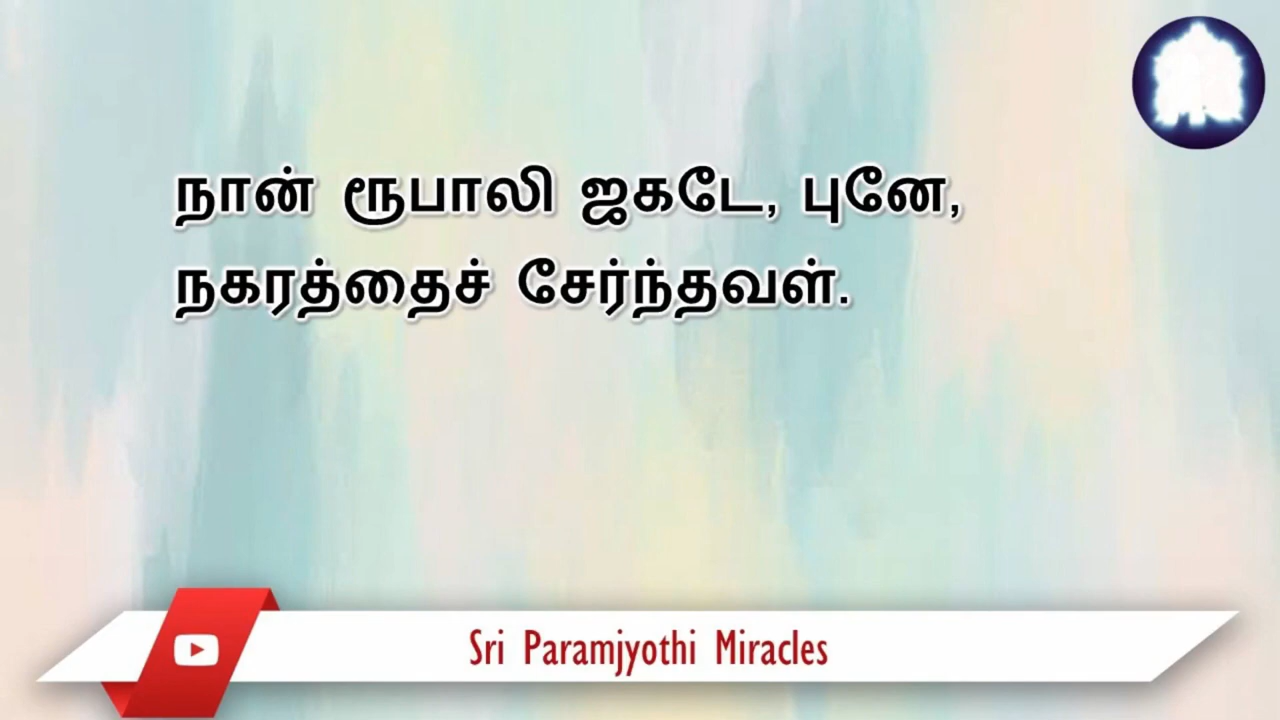 நான் ரூபாலி ஜகடே, புனே,
நகரத்தைச் சேர்ந்தவள்.
Sri Paramjyothi Miracles